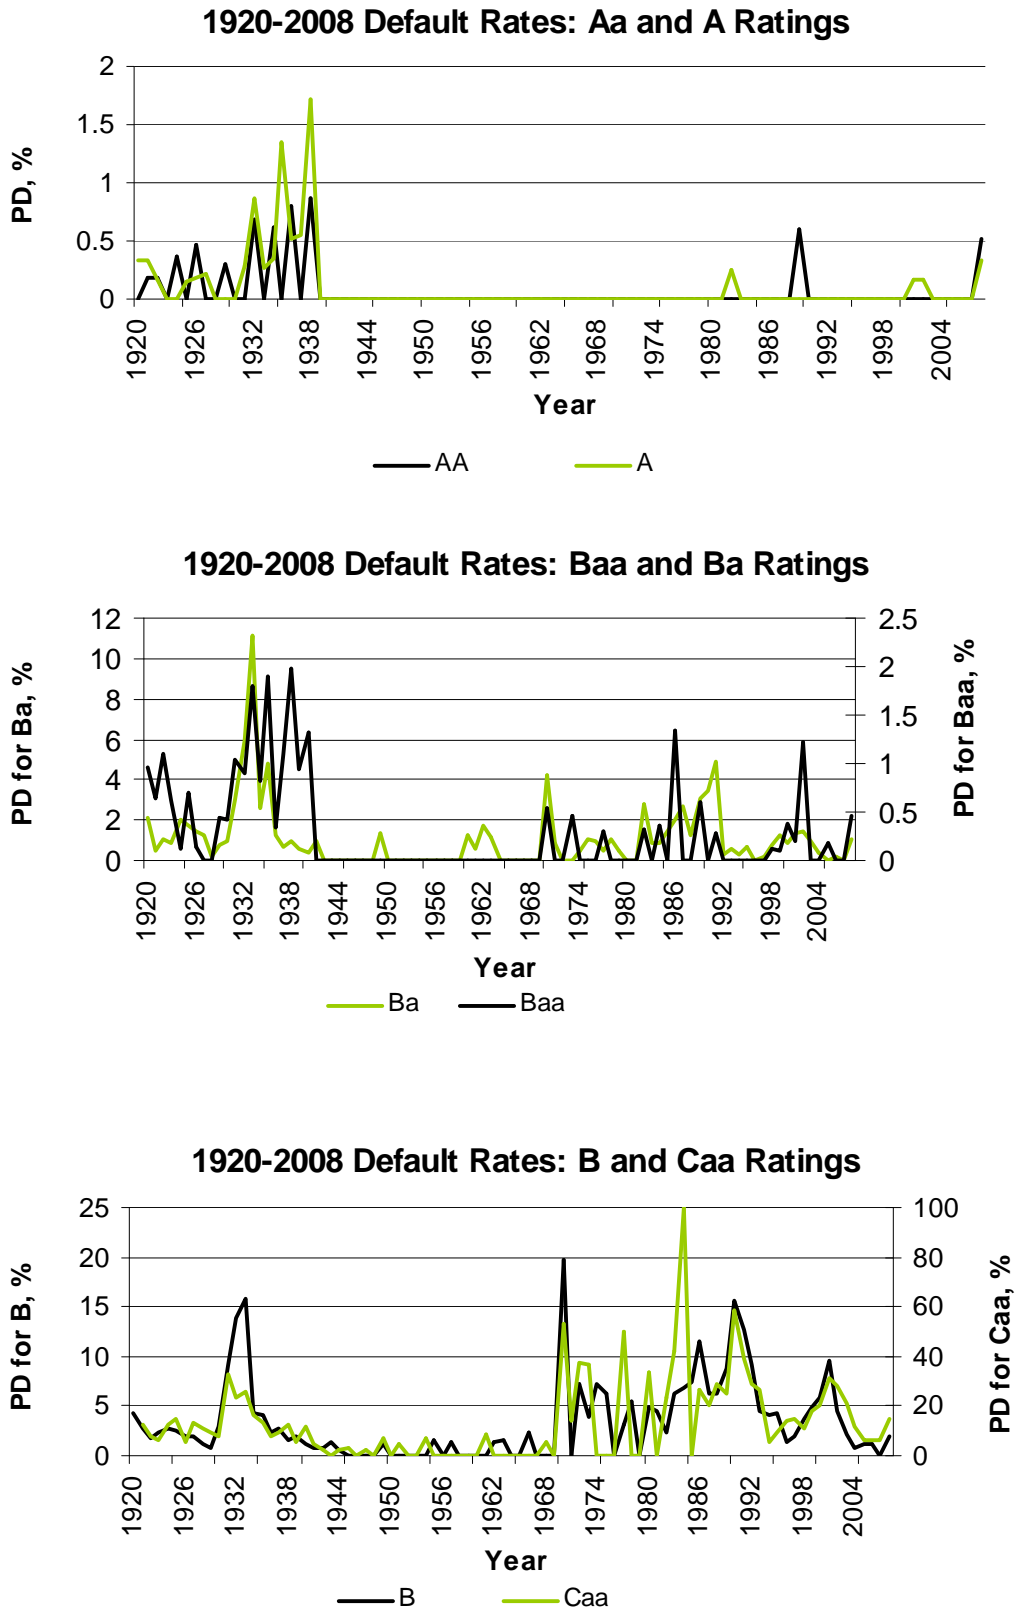 1920-2008 Default Rates: Aa and A Ratings
PD, %
2
1.5
1
0.5
0
1920 1926 1932 1938 1944 1950 1956 1962 1968 1974 1980 1986 1992 1998 2004
Year
AA A
1920-2008 Default Rates: Baa and Ba Ratings
PD for Ba, %
12
10
8
6
4
2
0
2.5
2
1.5
1
0.5
0
PD for Baa, %
1920 1926 1932 1938 1944 1950 1956 1962 1968 1974 1980 1986 1992 1998 2004
Year
Ba Baa
1920-2008 Default Rates: B and Caa Ratings
PD for B, %
25
20
15
10
5
0
100
80
60
40
20
0
PD for Caa, %
1920 1926 1932 1938 1944 1950 1956 1962 1968 1974 1980 1986 1992 1998 2004
Year
B Caa